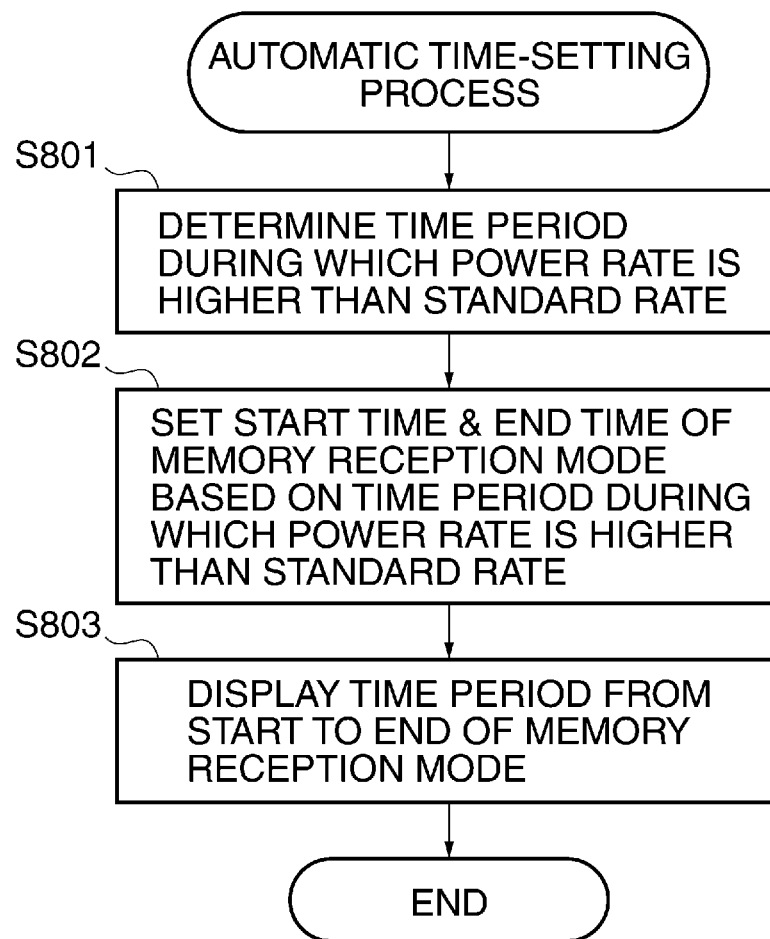 AUTOMATIC TIME-SETTING
PROCESS
S801
DETERMINE TIME PERIOD
DURING WHICH POWER RATE IS
HIGHER THAN STANDARD RATE
S802
SET START TIME & END TIME OF
MEMORY RECEPTION MODE
BASED ON TIME PERIOD DURING
WHICH POWER RATE IS HIGHER
THAN STANDARD RATE
S803
DISPLAY TIME PERIOD FROM
START TO END OF MEMORY
RECEPTION MODE
END